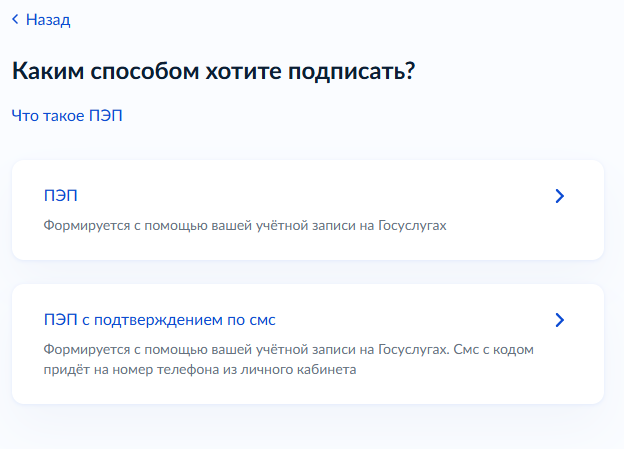 Назад
Каким способом хотите подписать?
Что такое ПЭП
ПЭП
Формируется с помощью вашей учётной записи на Госуслугах
ПЭП с подтверждением по смс
Формируется с помощью вашей учётной записи на Госуслугах. Смс с кодом
придёт на номер телефона из личного кабинета